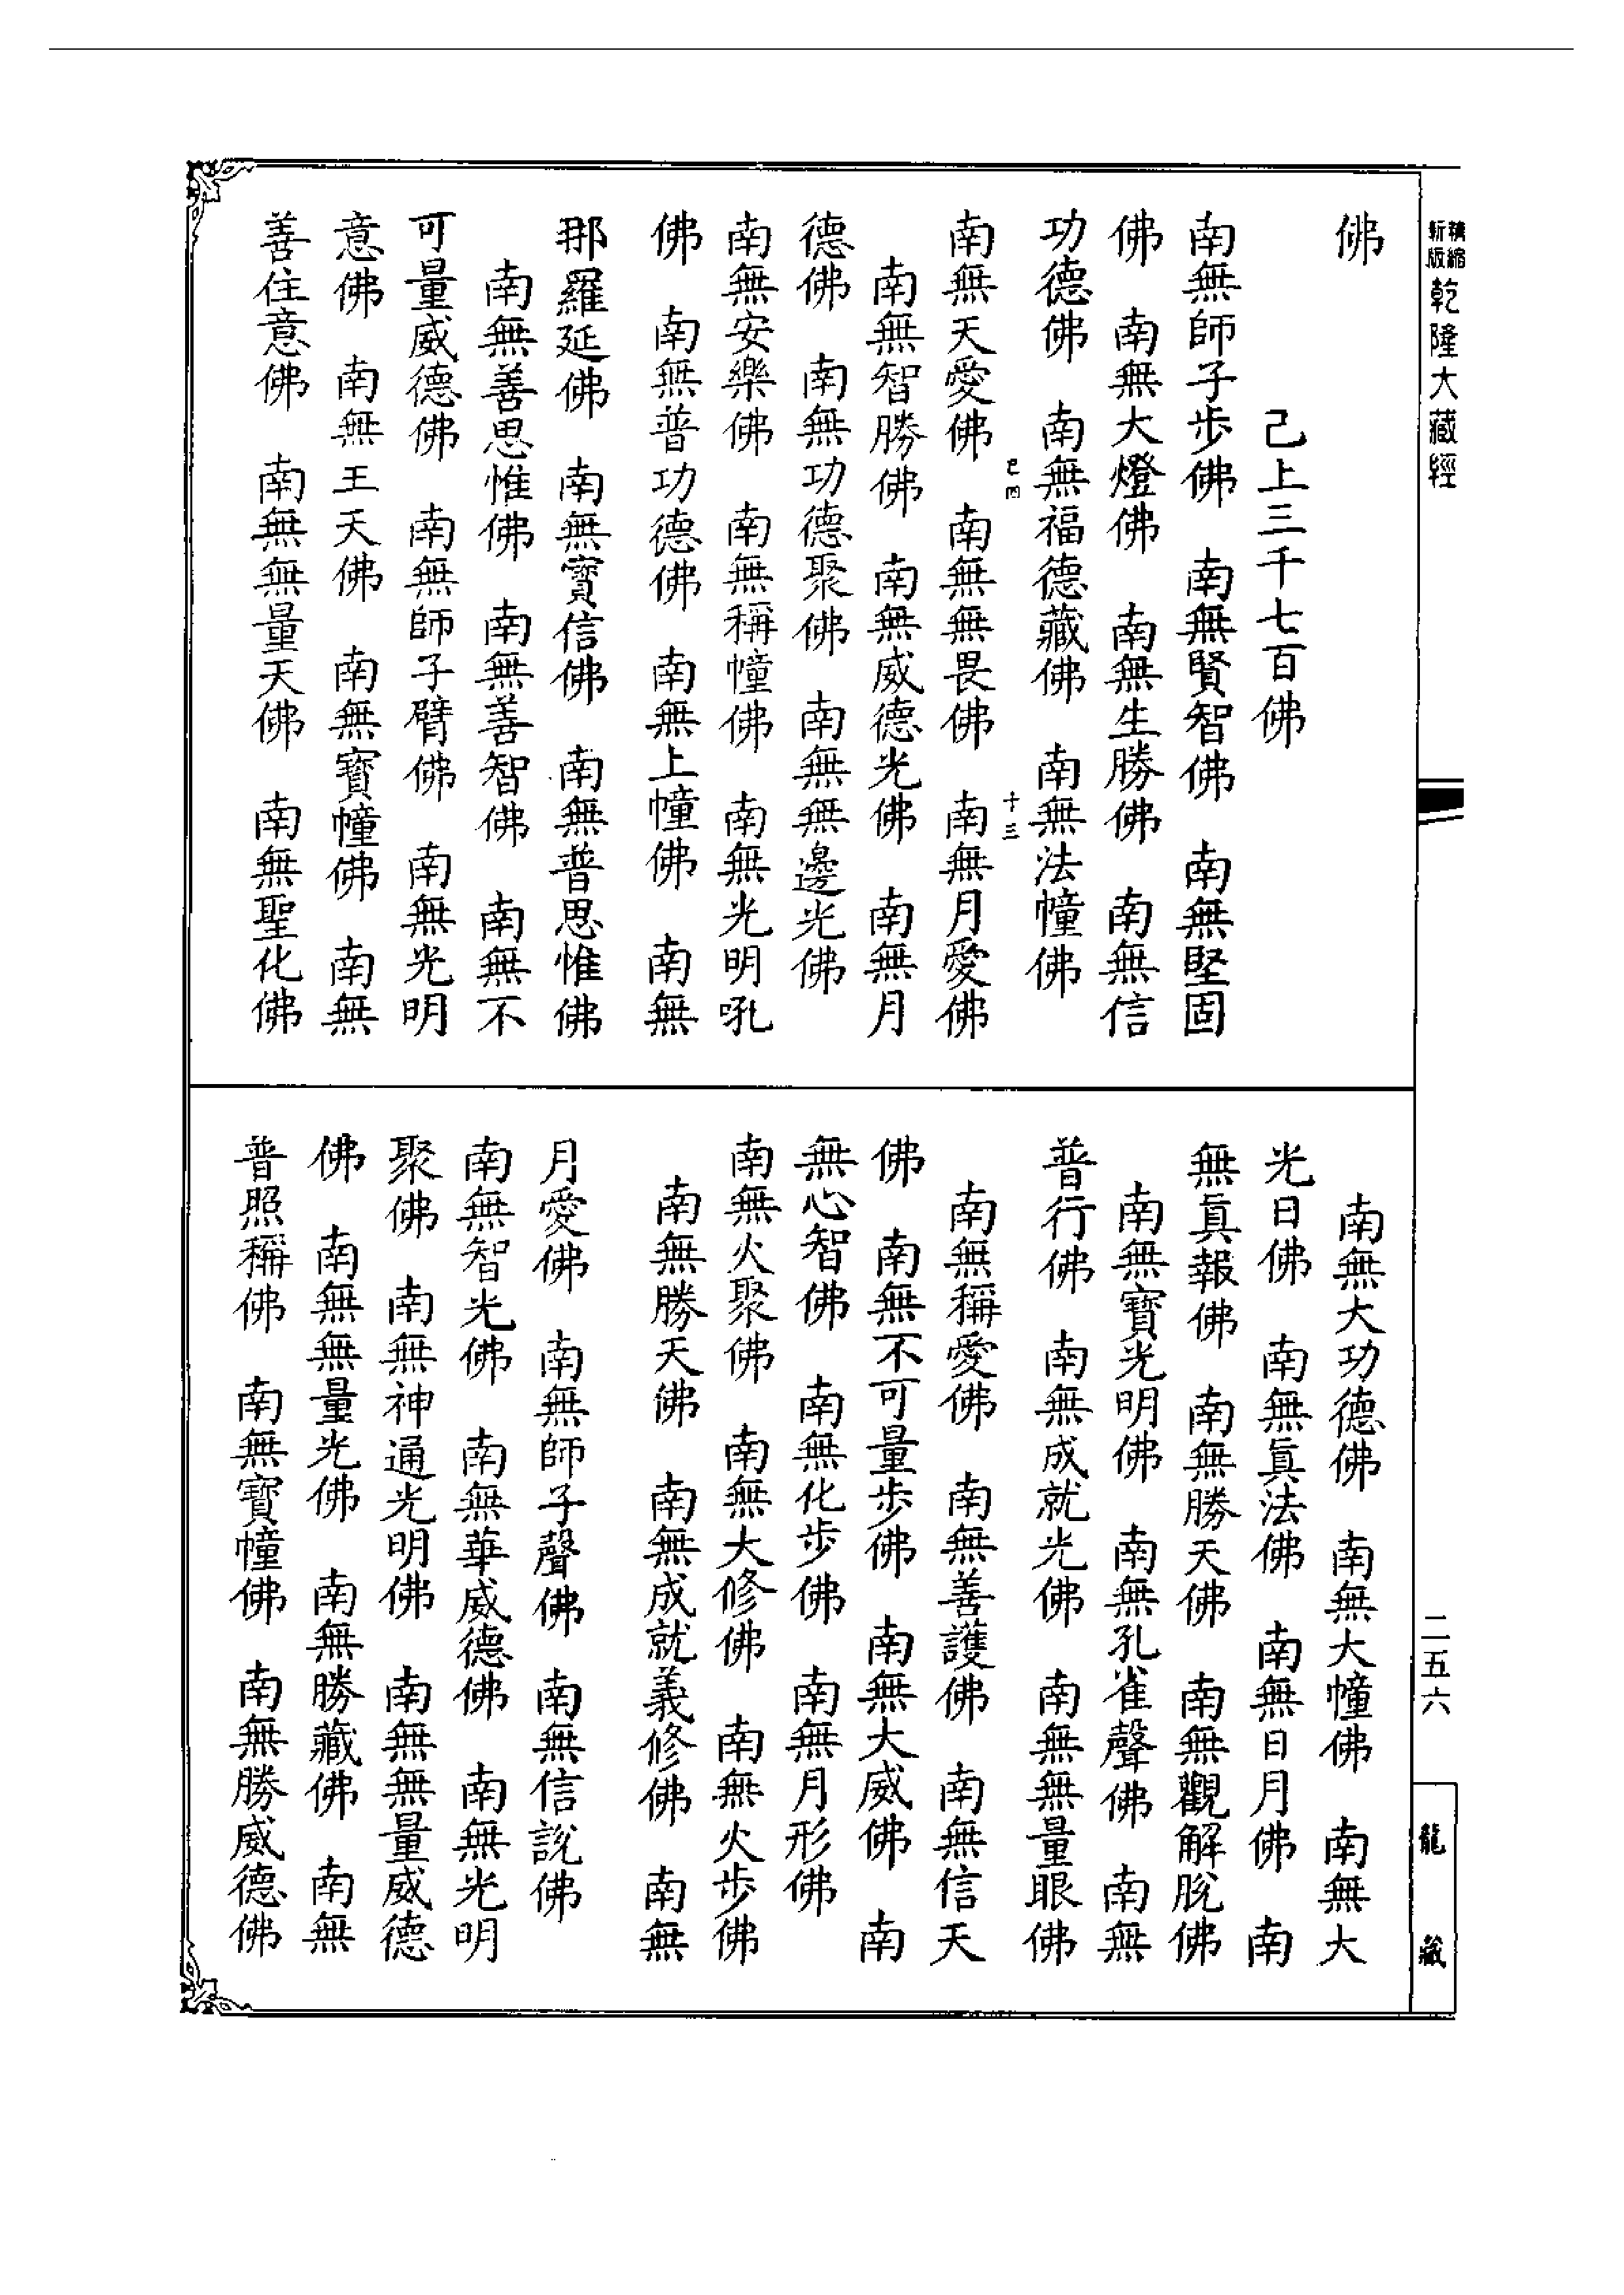 精縮新版乾隆大藏經
佛
己上三千七百佛
南無師子步佛　南無賢智佛　南無堅固
佛　南無大燈佛　南無生勝佛　南無信
功德佛　南無福德藏佛　南無法幢佛
巳四　十三
南無天愛佛　南無無畏佛　南無月愛佛
南無智勝佛　南無威德光佛　南無月
德佛　南無功德聚佛　南無無邊光佛
南無安樂佛　南無稱幢佛　南無光明吼
佛　南無普功德佛　南無上幢佛　南無
那羅延佛　南無寶信佛　南無普思惟佛
南無善思惟佛　南無善智佛　南無不
可量威德佛　南無師子臂佛　南無光明
意佛　南無王天佛　南無寶幢佛　南無
善住意佛　南無無量天佛　南無聖化佛
南無大功德佛　南無大幢佛　南無大
光日佛　南無眞法佛　南無日月佛　南
無眞報佛　南無勝天佛　南無觀解脫佛
南無寶光明佛　南無孔雀聲佛　南無
普行佛　南無成就光佛　南無無量眼佛
南無稱愛佛　南無善護佛　南無信天
佛　南無不可量步佛　南無大威佛　南
無心智佛　南無化步佛　南無月形佛
南無火聚佛　南無大修佛　南無火步佛
南無勝天佛　南無成就義修佛　南無
月愛佛　南無師子聲佛　南無信說佛
南無智光佛　南無華威德佛　南無光明
聚佛　南無神通光明佛　南無無量威德
佛　南無無量光佛　南無勝藏佛　南無
普照稱佛　南無寶幢佛　南無勝威德佛
二五六
龍藏